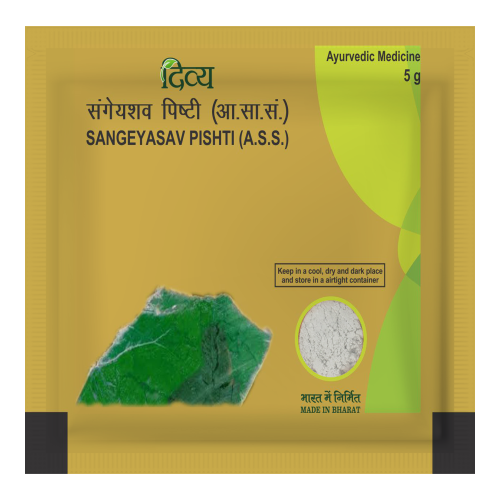 दिव्य
Ayurvedic Medicine
5 g
संगेयशव पिष्टी (आ.सा.सं.)
SANGEYASAV PISHTI (A.S.S.)
Keep in a cool, dry and dark place
and store in a airtight container
भारत में निर्मित
MADE IN BHARAT